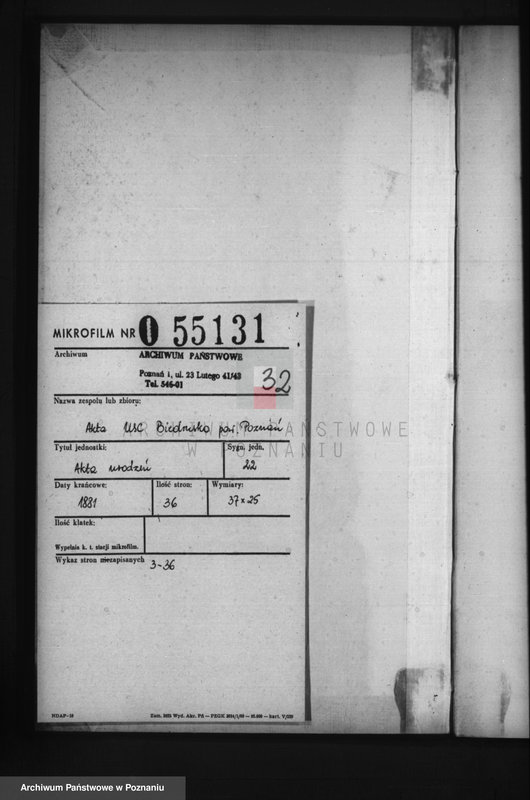 MIKROFILM NR O 55131
Archiwum ARCHIWUM PAŃSTWOWE
Poznań 1, ul. 23 Lutego 41/43
Tel. 546-01
32
Nazwa zespołu lub zbioru:
Akta USC Biedrusko pow. Poznań
ARCHIWUM PAŃSTWOWE
W POZNANIU
Tytuł jednostki: Sygn. jedn.
Akta urodzeń 22
Daty krańcowe: Ilość stron: Wymiary:
1881 36 37 x 25
Ilość klatek:
Wypełnia k. t. stacji mikrofilm.
Wykaz stron niezapisanych 3-36
Archiwum Państwowe w Poznaniu